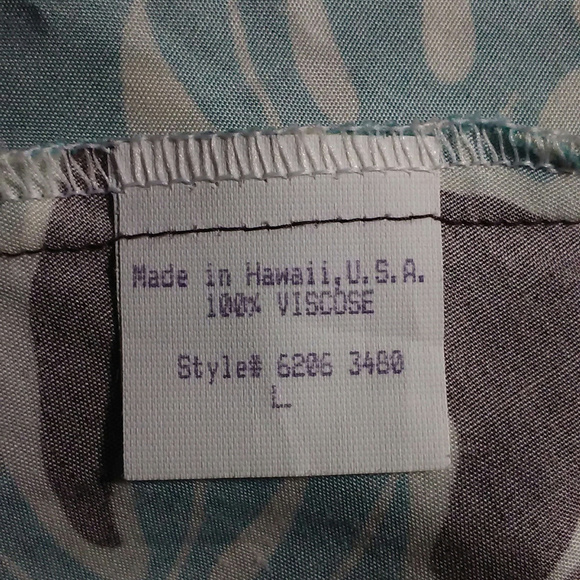 Made in Hawaii,U.S.A.
100% VISCOSE
Style# 6206 3480
L